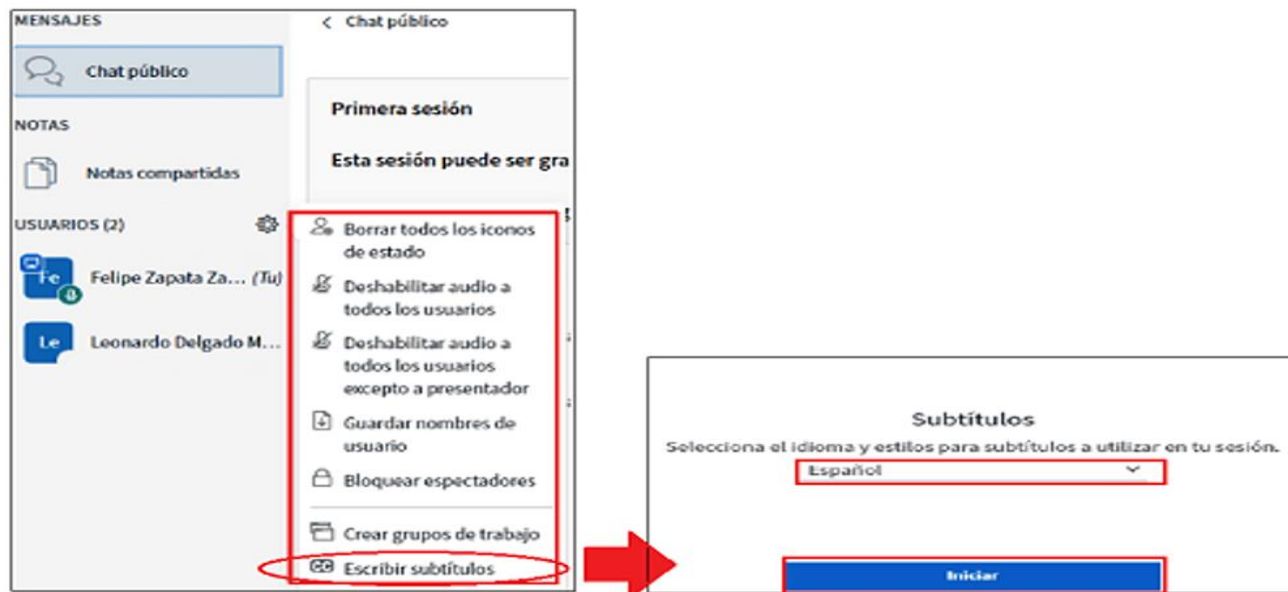 MENSAJES
Chat público
NOTAS
Notas compartidas
USUARIOS (2)
Fe
Felipe Zapata Za... (Tu)
Le
Leonardo Delgado M...
Chat público
Primera sesión
Esta sesión puede ser gra
Borrar todos los iconos
de estado
Deshabilitar audio a
todos los usuarios
Deshabilitar audio a
todos los usuarios
excepto a presentador
Guardar nombres de
usuario
Bloquear espectadores
Crear grupos de trabajo
Escribir subtítulos
Subtítulos
Selecciona el idioma y estilos para subtítulos a utilizar en tu sesión.
Español
Iniciar